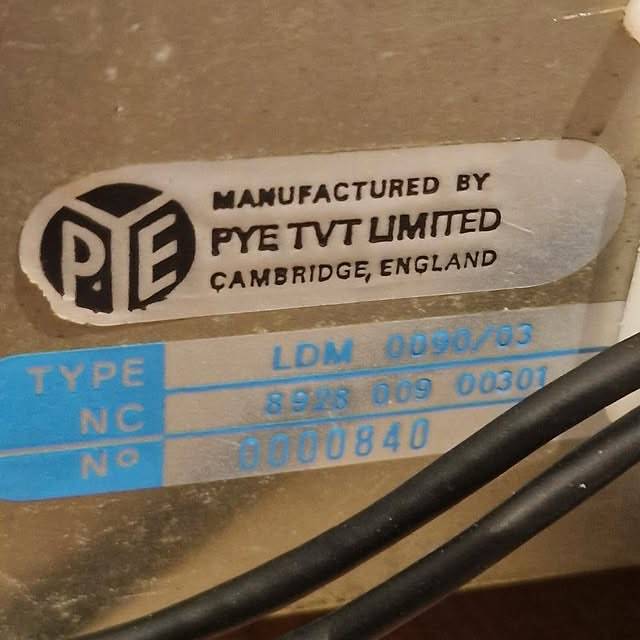 PYE
MANUFACTURED BY
PYE TVT LIMITED
CAMBRIDGE, ENGLAND
TYPE LDM 0090/03
NC 8928 009 00301
Nº 0000840